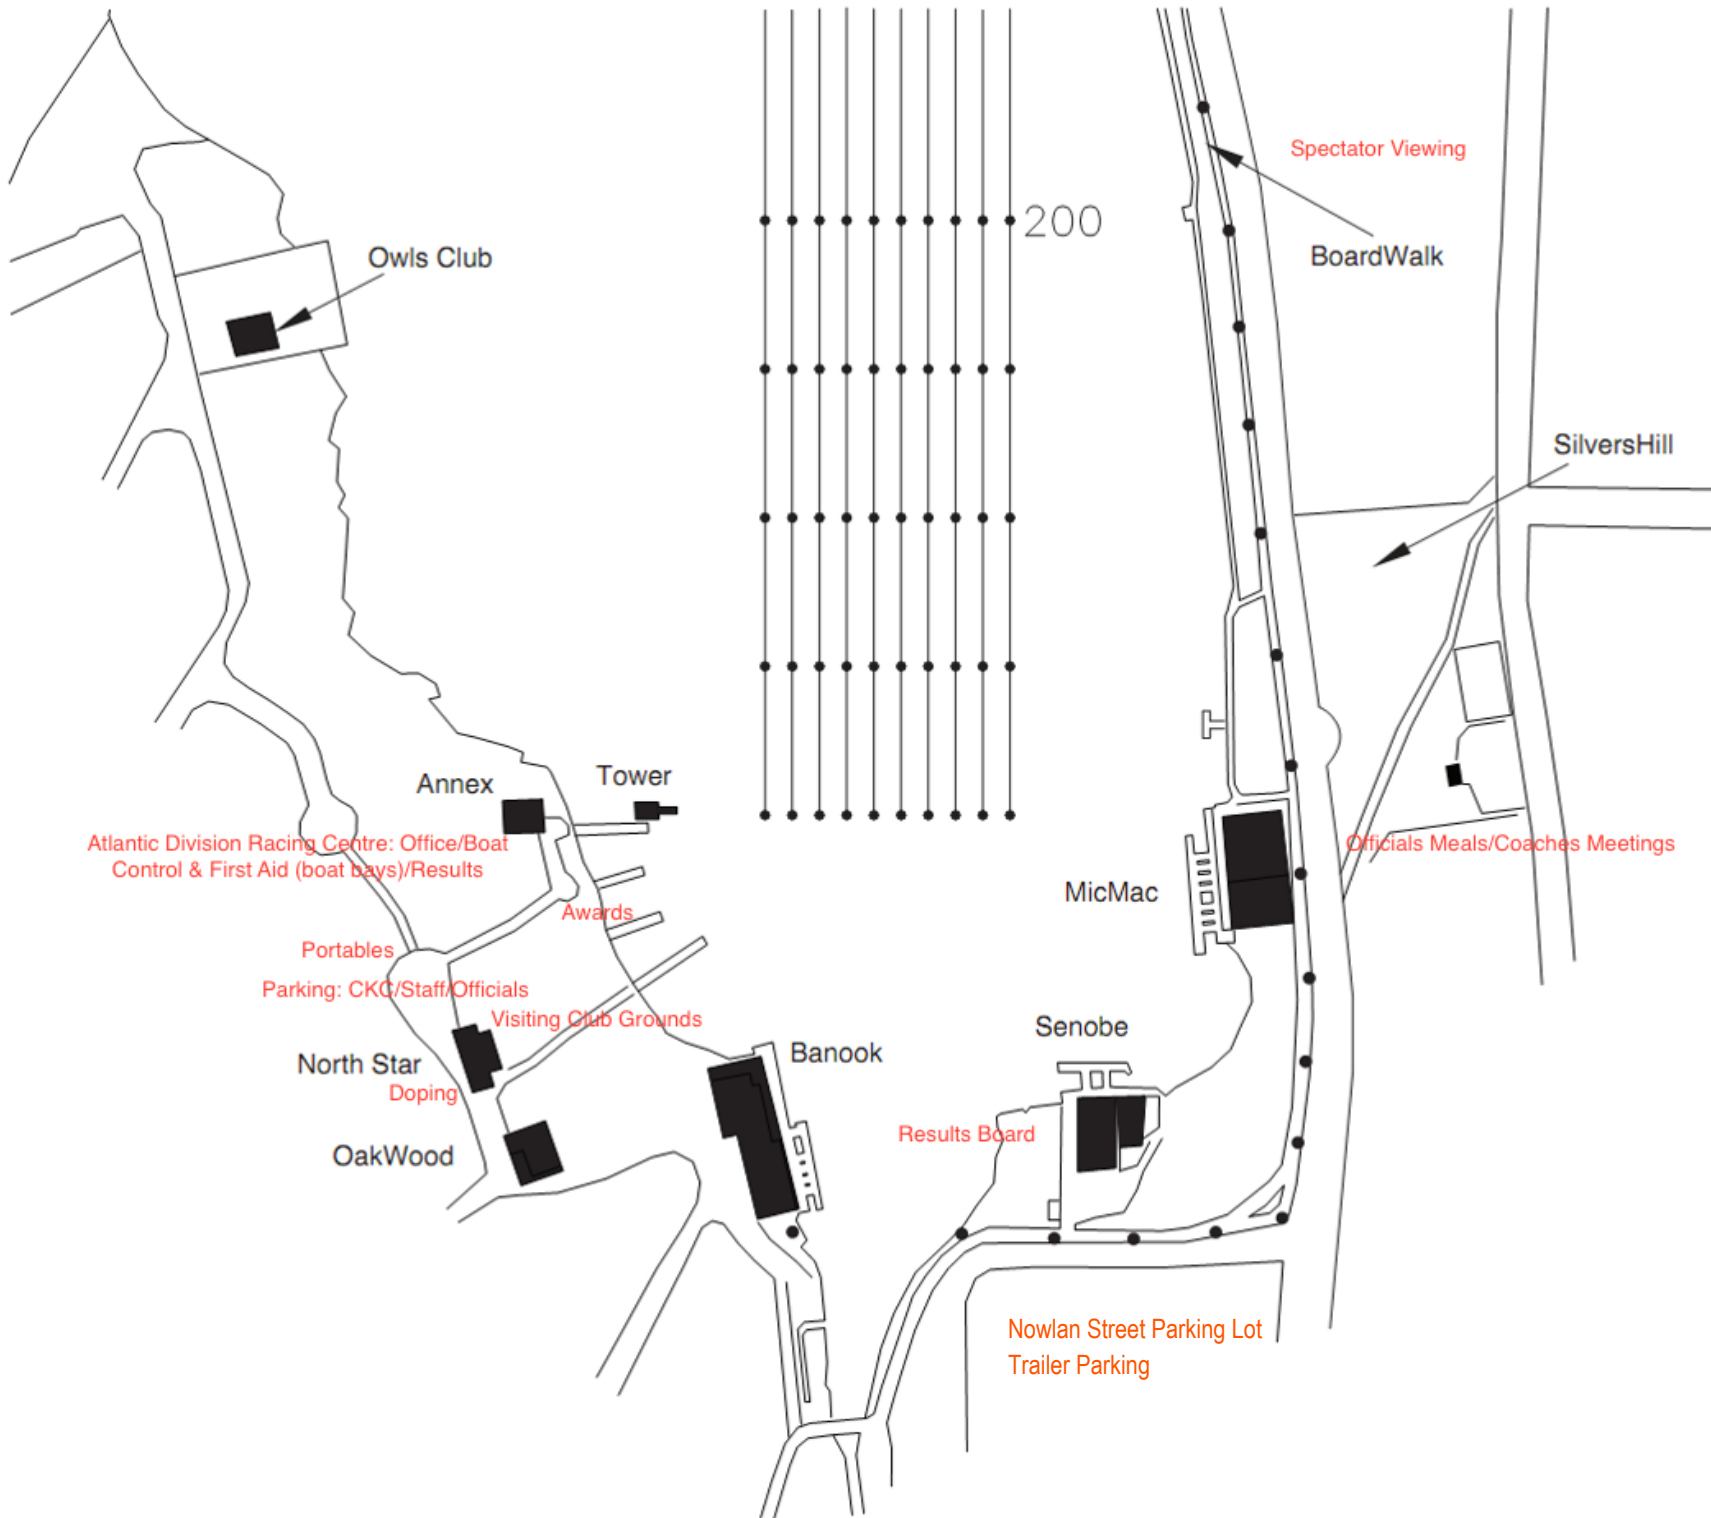 Spectator Viewing
200
BoardWalk
Owls Club
SilversHill
Annex
Tower
Atlantic Division Racing Centre: Office/Boat
Control & First Aid (boat bays)/Results
Officials Meals/Coaches Meetings
MicMac
Awards
Portables
Parking: CKC/Staff/Officials
Visiting Club Grounds
Senobe
Banook
North Star
Doping
Results Board
OakWood
Nowlan Street Parking Lot
Trailer Parking